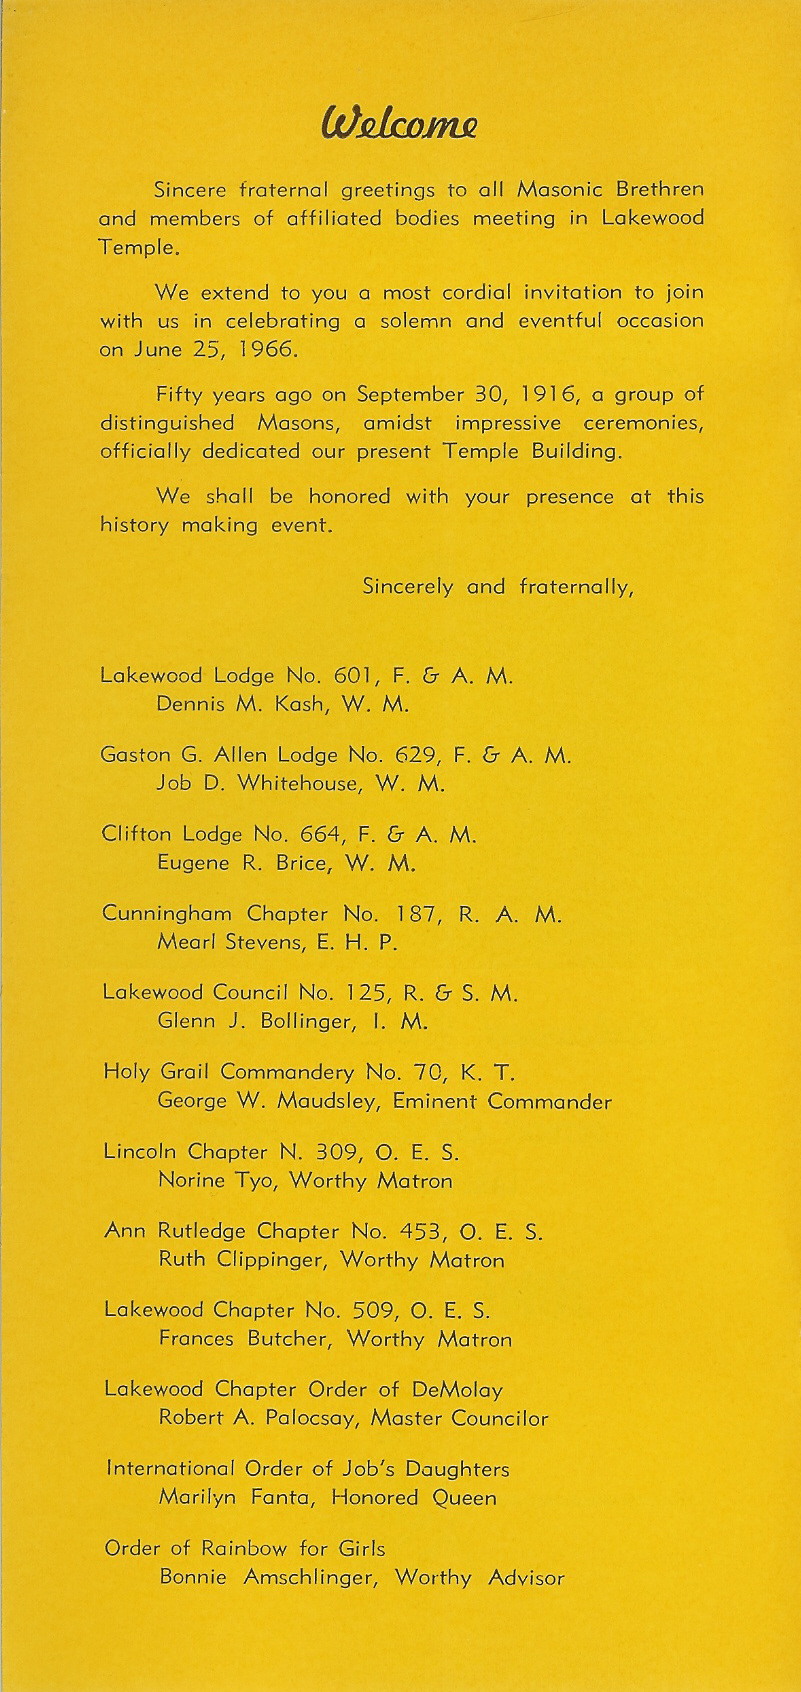 Welcome
Sincere fraternal greetings to all Masonic Brethren
and members of affiliated bodies meeting in Lakewood
Temple.
We extend to you a most cordial invitation to join
with us in celebrating a solemn and eventful occasion
on June 25, 1966.
Fifty years ago on September 30, 1916, a group of
distinguished Masons, amidst impressive ceremonies,
officially dedicated our present Temple Building.
We shall be honored with your presence at this
history making event.
Sincerely and fraternally,
Lakewood Lodge No. 601, F. & A. M.
Dennis M. Kash, W. M.
Gaston G. Allen Lodge No. 629, F. & A. M.
Job D. Whitehouse, W. M.
Clifton Lodge No. 664, F. & A. M.
Eugene R. Brice, W. M.
Cunningham Chapter No. 187, R. A. M.
Mearl Stevens, E. H. P.
Lakewood Council No. 125, R. & S. M.
Glenn J. Bollinger, I. M.
Holy Grail Commandery No. 70, K. T.
George W. Maudsley, Eminent Commander
Lincoln Chapter N. 309, O. E. S.
Norine Tyo, Worthy Matron
Ann Rutledge Chapter No. 453, O. E. S.
Ruth Clippinger, Worthy Matron
Lakewood Chapter No. 509, O. E. S.
Frances Butcher, Worthy Matron
Lakewood Chapter Order of DeMolay
Robert A. Palocsay, Master Councilor
International Order of Job's Daughters
Marilyn Fanta, Honored Queen
Order of Rainbow for Girls
Bonnie Amschlinger, Worthy Advisor